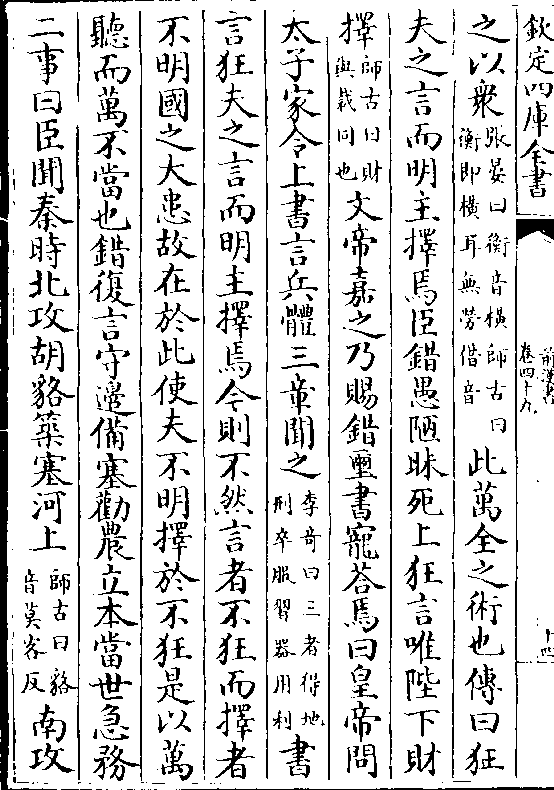 欽定四庫全書
前漢書
卷四十九
十四
之以衆張晏曰衡音橫師古曰衡即橫耳無勞借音此萬全之術也傳曰狂
夫之言而明主擇焉臣錯愚陋昧死上狂言唯陛下財
擇師古曰財與裁同也文帝嘉之乃賜錯璽書寵荅焉曰皇帝問
太子家令上書言兵體三章聞之李竒曰三者得地刑卒服習器用利書
言狂夫之言而明主擇焉今則不然言者不狂而擇者
不明國之大患故在於此使夫不明擇於不狂是以萬
聽而萬不當也錯復言守邊備塞勸農立本當世急務
二事曰臣聞秦時北攻胡貉築塞河上師古曰貉音莫客反南攻